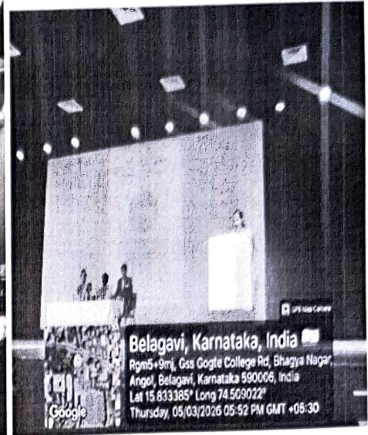 GPS Map Camera
Belagavi, Karnataka, India
Rgm5+9mj, Gss Gogte College Rd, Bhagya Nagar,
Angol, Belagavi, Karnataka 590006, India
Lat 15.833385° Long 74.509022°
Thursday, 05/03/2026 05:52 PM GMT +05:30
Google